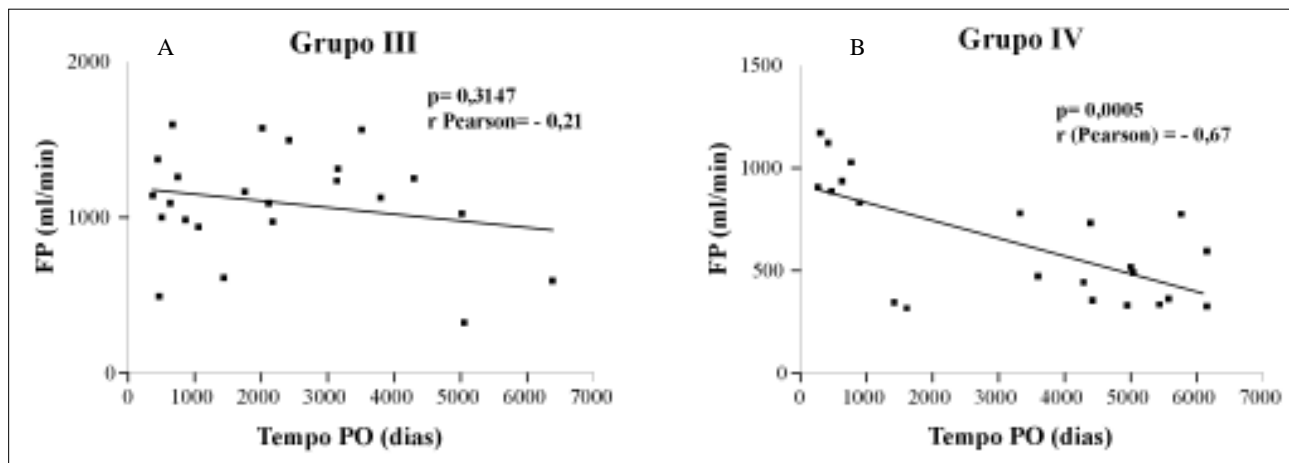 A
Grupo III
p= 0,3147
r Pearson= - 0,21
FP (ml/min)
2000
1000
0
0 1000 2000 3000 4000 5000 6000 7000
Tempo PO (dias)
B
Grupo IV
p= 0,0005
r (Pearson) = - 0,67
FP (ml/min)
1500
1000
500
0
0 1000 2000 3000 4000 5000 6000 7000
Tempo PO (dias)